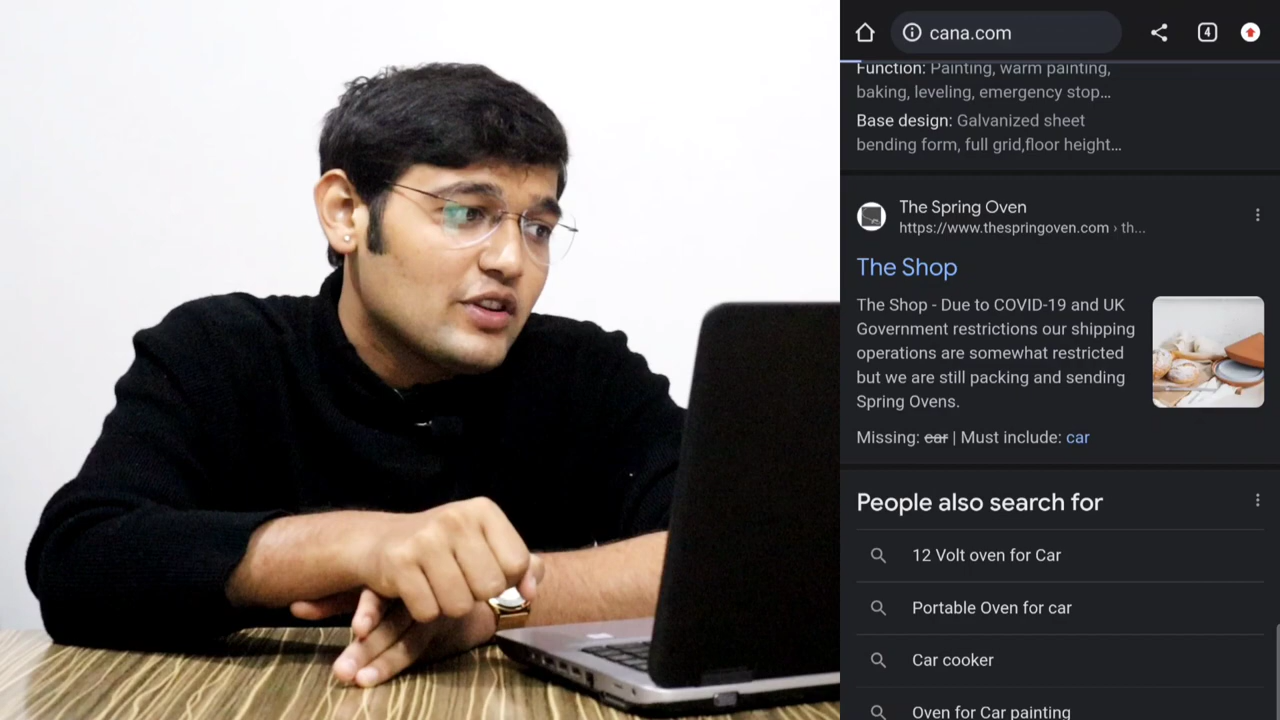 cana.com
4
Function: Painting, warm painting,
baking, leveling, emergency stop...
Base design: Galvanized sheet
bending form, full grid,floor height...
The Spring Oven
https://www.thespringoven.com › th...
The Shop
The Shop - Due to COVID-19 and UK
Government restrictions our shipping
operations are somewhat restricted
but we are still packing and sending
Spring Ovens.
Missing: car | Must include: car
People also search for
12 Volt oven for Car
Portable Oven for car
Car cooker
Oven for Car painting